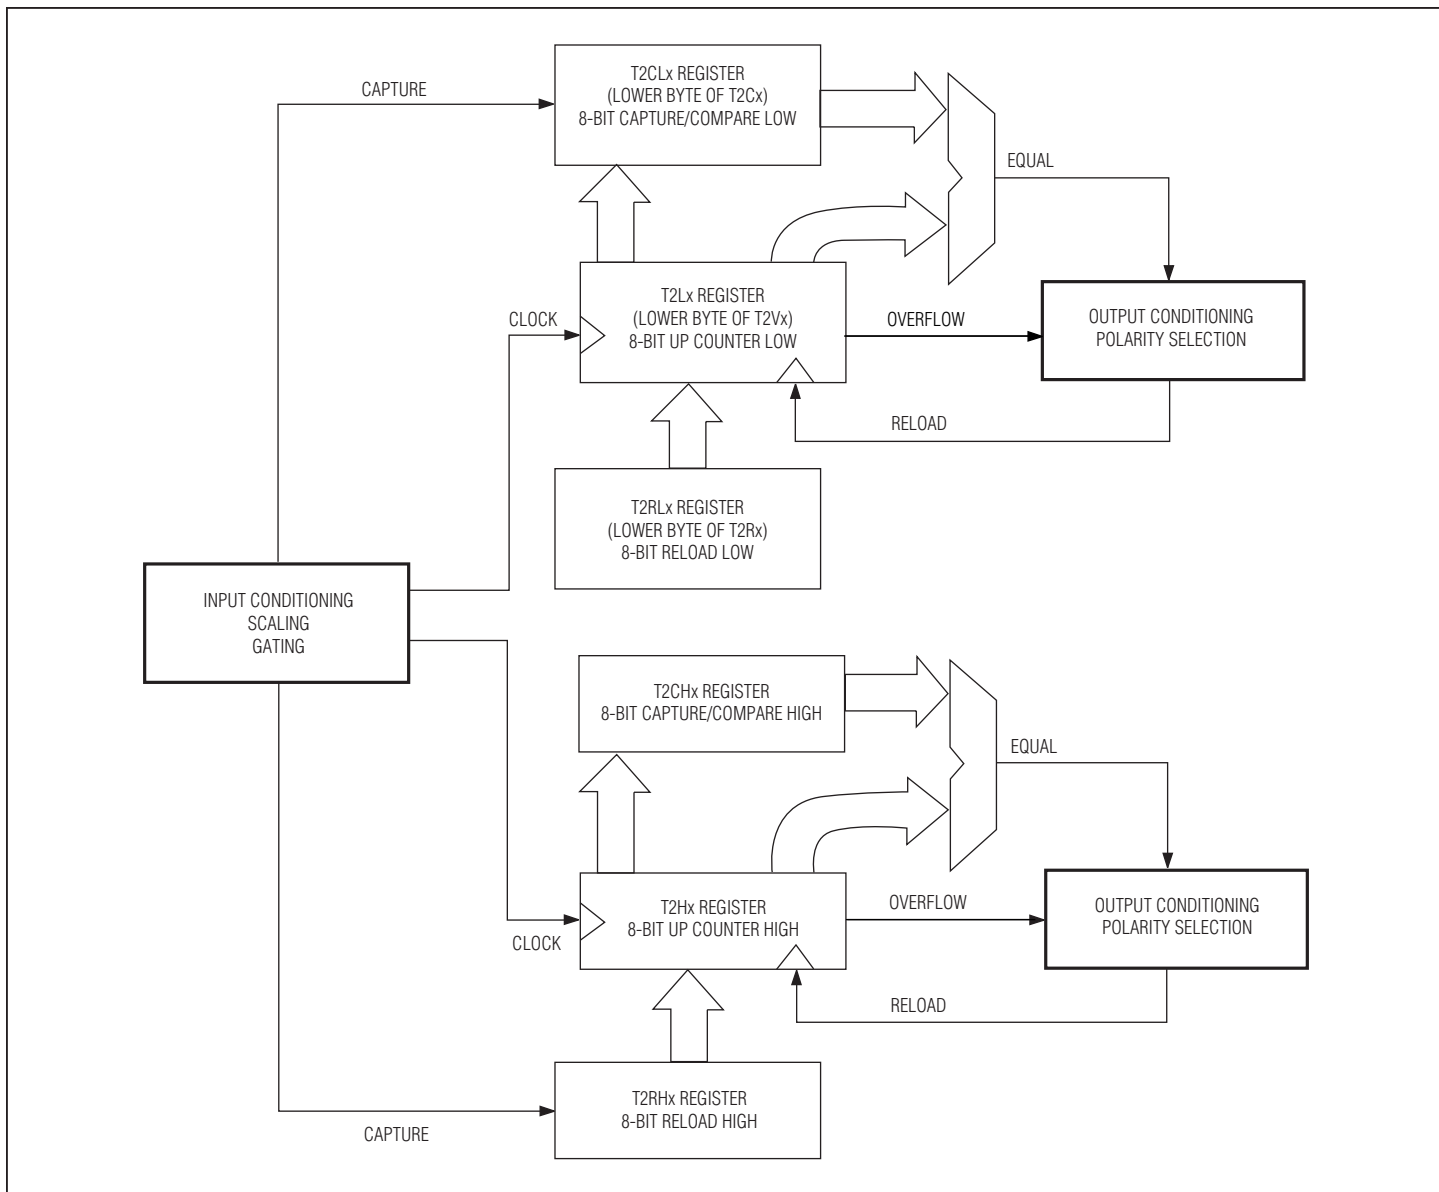 CAPTURE
T2CLx REGISTER
(LOWER BYTE OF T2Cx)
8-BIT CAPTURE/COMPARE LOW
EQUAL
CLOCK
T2Lx REGISTER
(LOWER BYTE OF T2Vx)
8-BIT UP COUNTER LOW
OVERFLOW
OUTPUT CONDITIONING
POLARITY SELECTION
RELOAD
T2RLx REGISTER
(LOWER BYTE OF T2Rx)
8-BIT RELOAD LOW
INPUT CONDITIONING
SCALING
GATING
T2CHx REGISTER
8-BIT CAPTURE/COMPARE HIGH
EQUAL
CLOCK
T2Hx REGISTER
8-BIT UP COUNTER HIGH
OVERFLOW
OUTPUT CONDITIONING
POLARITY SELECTION
RELOAD
T2RHx REGISTER
8-BIT RELOAD HIGH
CAPTURE